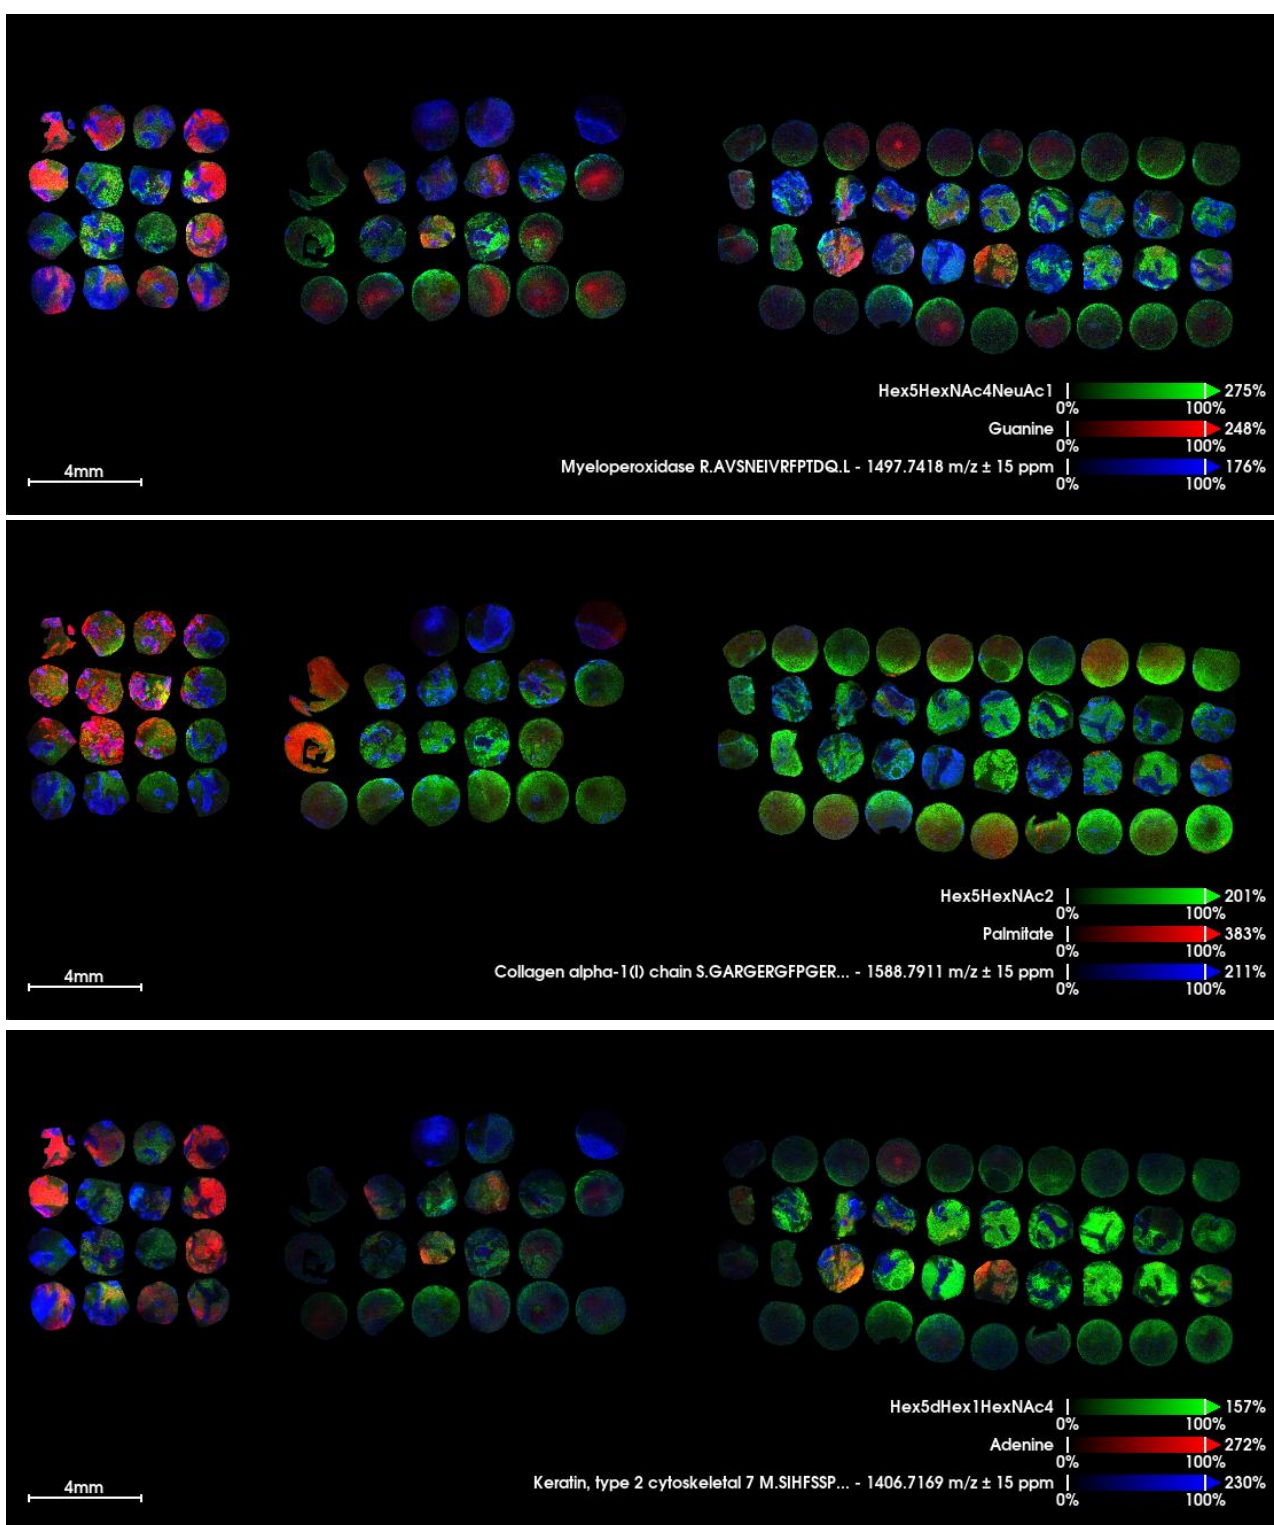 Hex5HexNAc4NeuAc1 275%
0% 100%
Guanine 248%
0% 100%
Myeloperoxidase R.AVSNEIVRFPTDQ.L - 1497.7418 m/z ± 15 ppm 176%
0% 100%
4mm
Hex5HexNAc2 201%
0% 100%
Palmitate 383%
0% 100%
Collagen alpha-1(I) chain S.GARGERGFPGER... - 1588.7911 m/z ± 15 ppm 211%
0% 100%
4mm
Hex5dHex1HexNAc4 157%
0% 100%
Adenine 272%
0% 100%
Keratin, type 2 cytoskeletal 7 M.SIHFSSP... - 1406.7169 m/z ± 15 ppm 230%
0% 100%
4mm